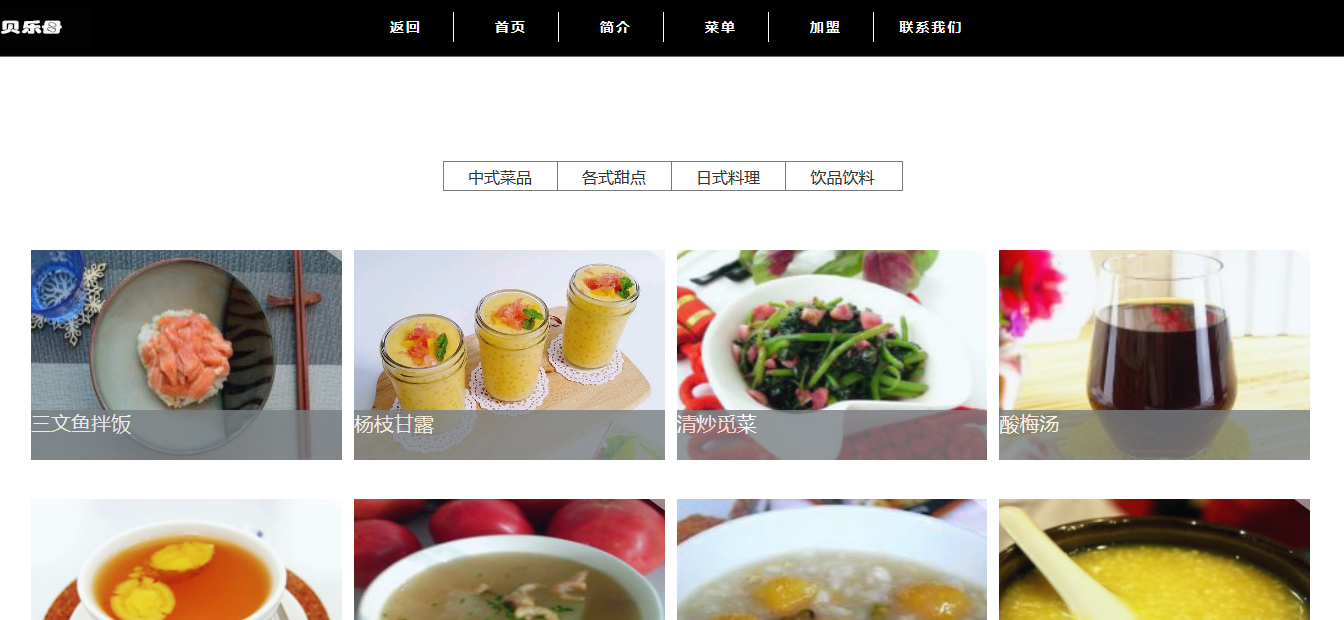 贝乐母
返回 首页 简介 菜单 加盟 联系我们
中式菜品 各式甜点 日式料理 饮品饮料
三文鱼拌饭 杨枝甘露 清炒觅菜 酸梅汤